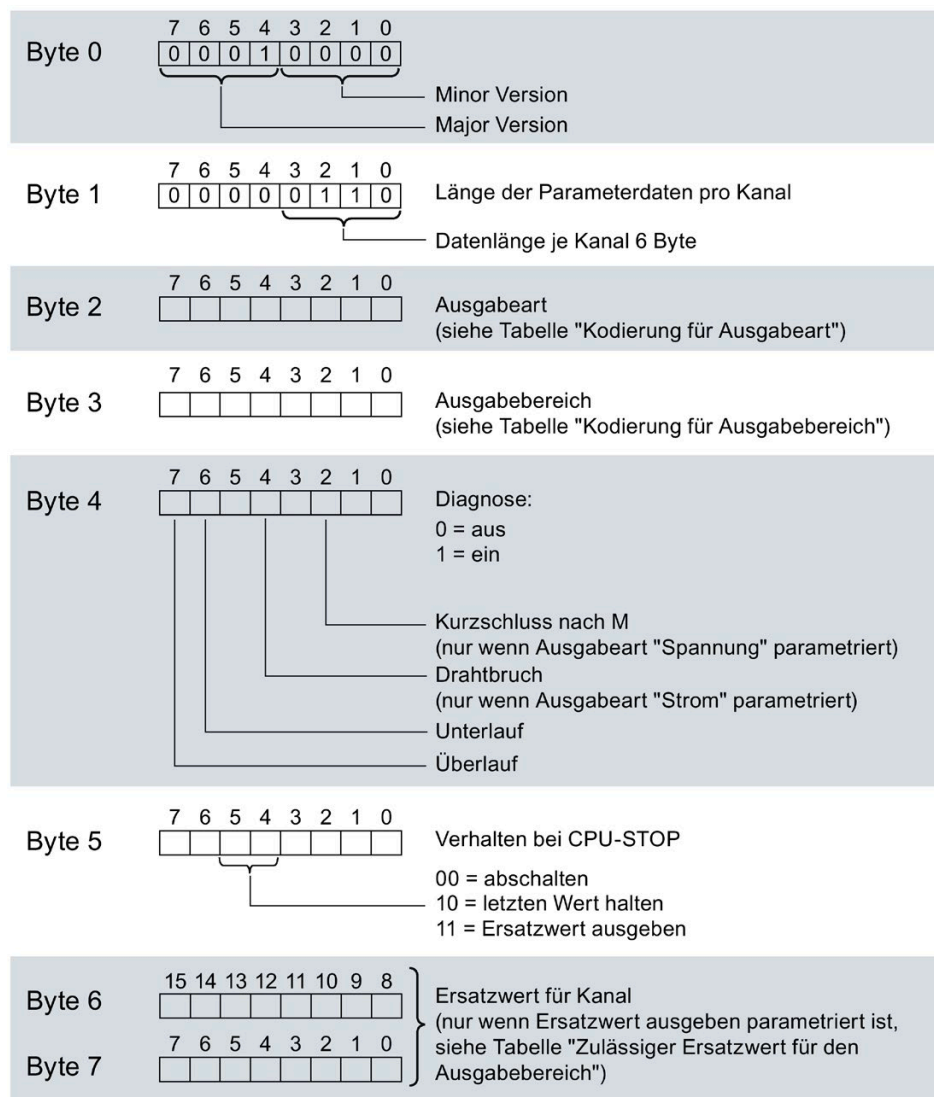 7 6 5 4 3 2 1 0
Byte 0
0 0 0 1 0 0 0 0
Minor Version
Major Version
7 6 5 4 3 2 1 0
Byte 1
0 0 0 0 0 1 1 0
Länge der Parameterdaten pro Kanal
Datenlänge je Kanal 6 Byte
7 6 5 4 3 2 1 0
Byte 2
Ausgabeart
(siehe Tabelle "Kodierung für Ausgabeart")
7 6 5 4 3 2 1 0
Byte 3
Ausgabebereich
(siehe Tabelle "Kodierung für Ausgabebereich")
7 6 5 4 3 2 1 0
Byte 4
Diagnose:
0 = aus
1 = ein
Kurzschluss nach M
(nur wenn Ausgabeart "Spannung" parametriert)
Drahtbruch
(nur wenn Ausgabeart "Strom" parametriert)
Unterlauf
Überlauf
7 6 5 4 3 2 1 0
Byte 5
Verhalten bei CPU-STOP
00 = abschalten
10 = letzten Wert halten
11 = Ersatzwert ausgeben
15 14 13 12 11 10 9 8
Byte 6
7 6 5 4 3 2 1 0
Byte 7
Ersatzwert für Kanal
(nur wenn Ersatzwert ausgeben parametriert ist,
siehe Tabelle "Zulässiger Ersatzwert für den
Ausgabebereich")